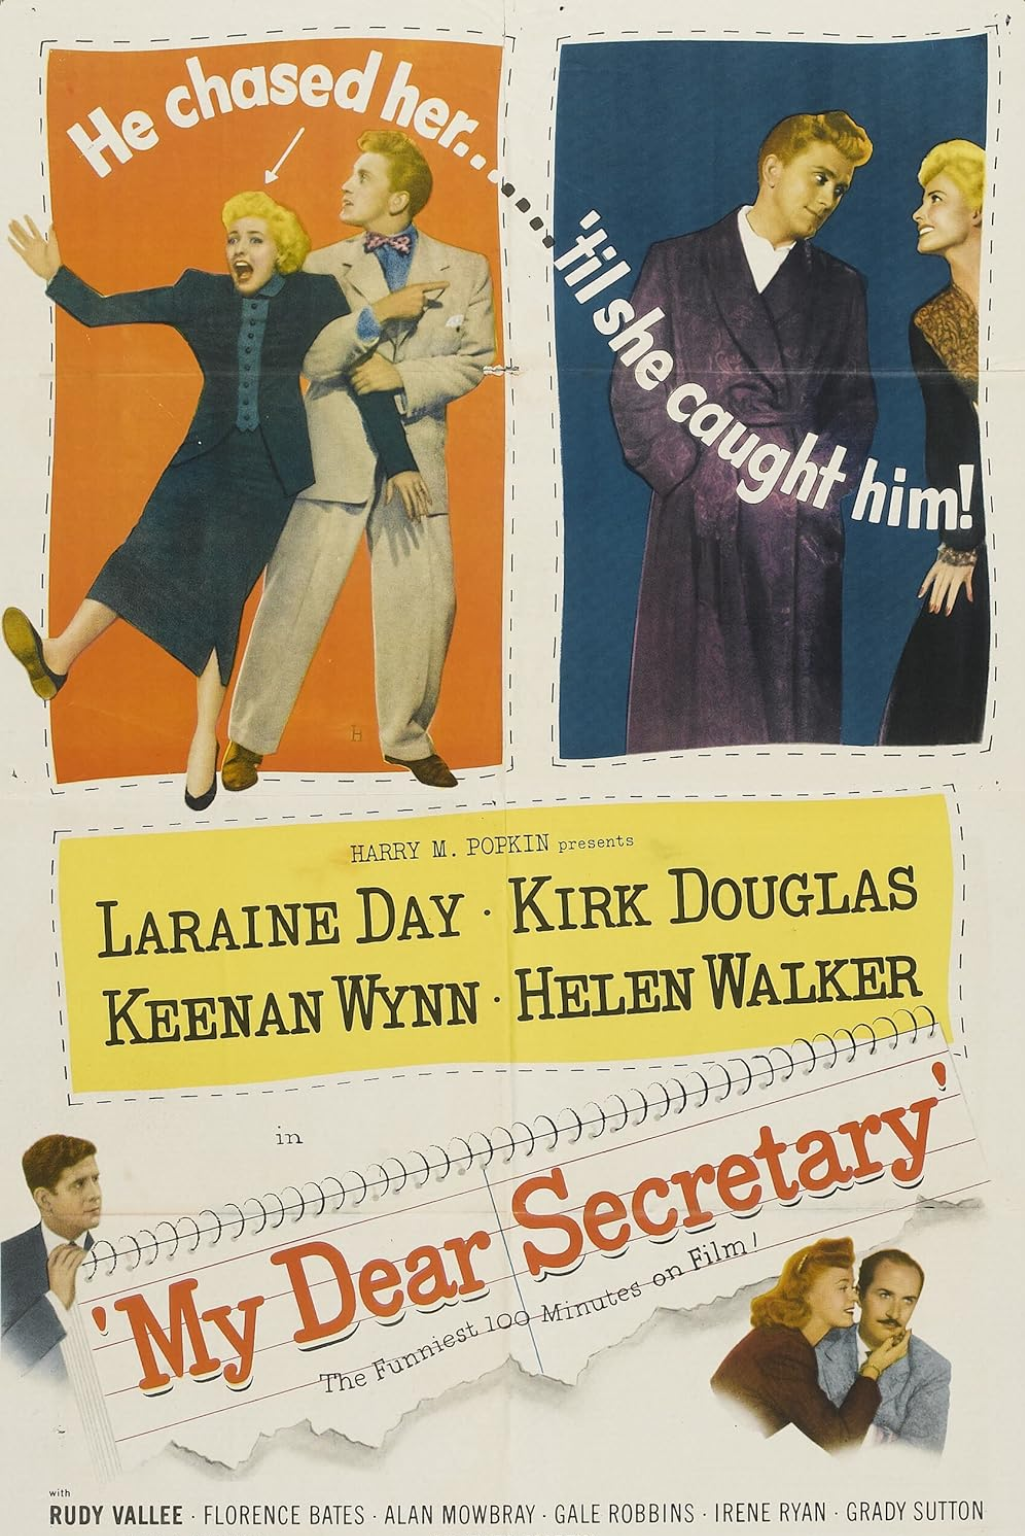 He chased her.........
'til she caught him!
HARRY M. POPKIN presents
LARAINE DAY · KIRK DOUGLAS
KEENAN WYNN · HELEN WALKER
in
'My Dear Secretary'
The Funniest 100 Minutes on Film!
with
RUDY VALLEE · FLORENCE BATES · ALAN MOWBRAY · GALE ROBBINS · IRENE RYAN · GRADY SUTTON